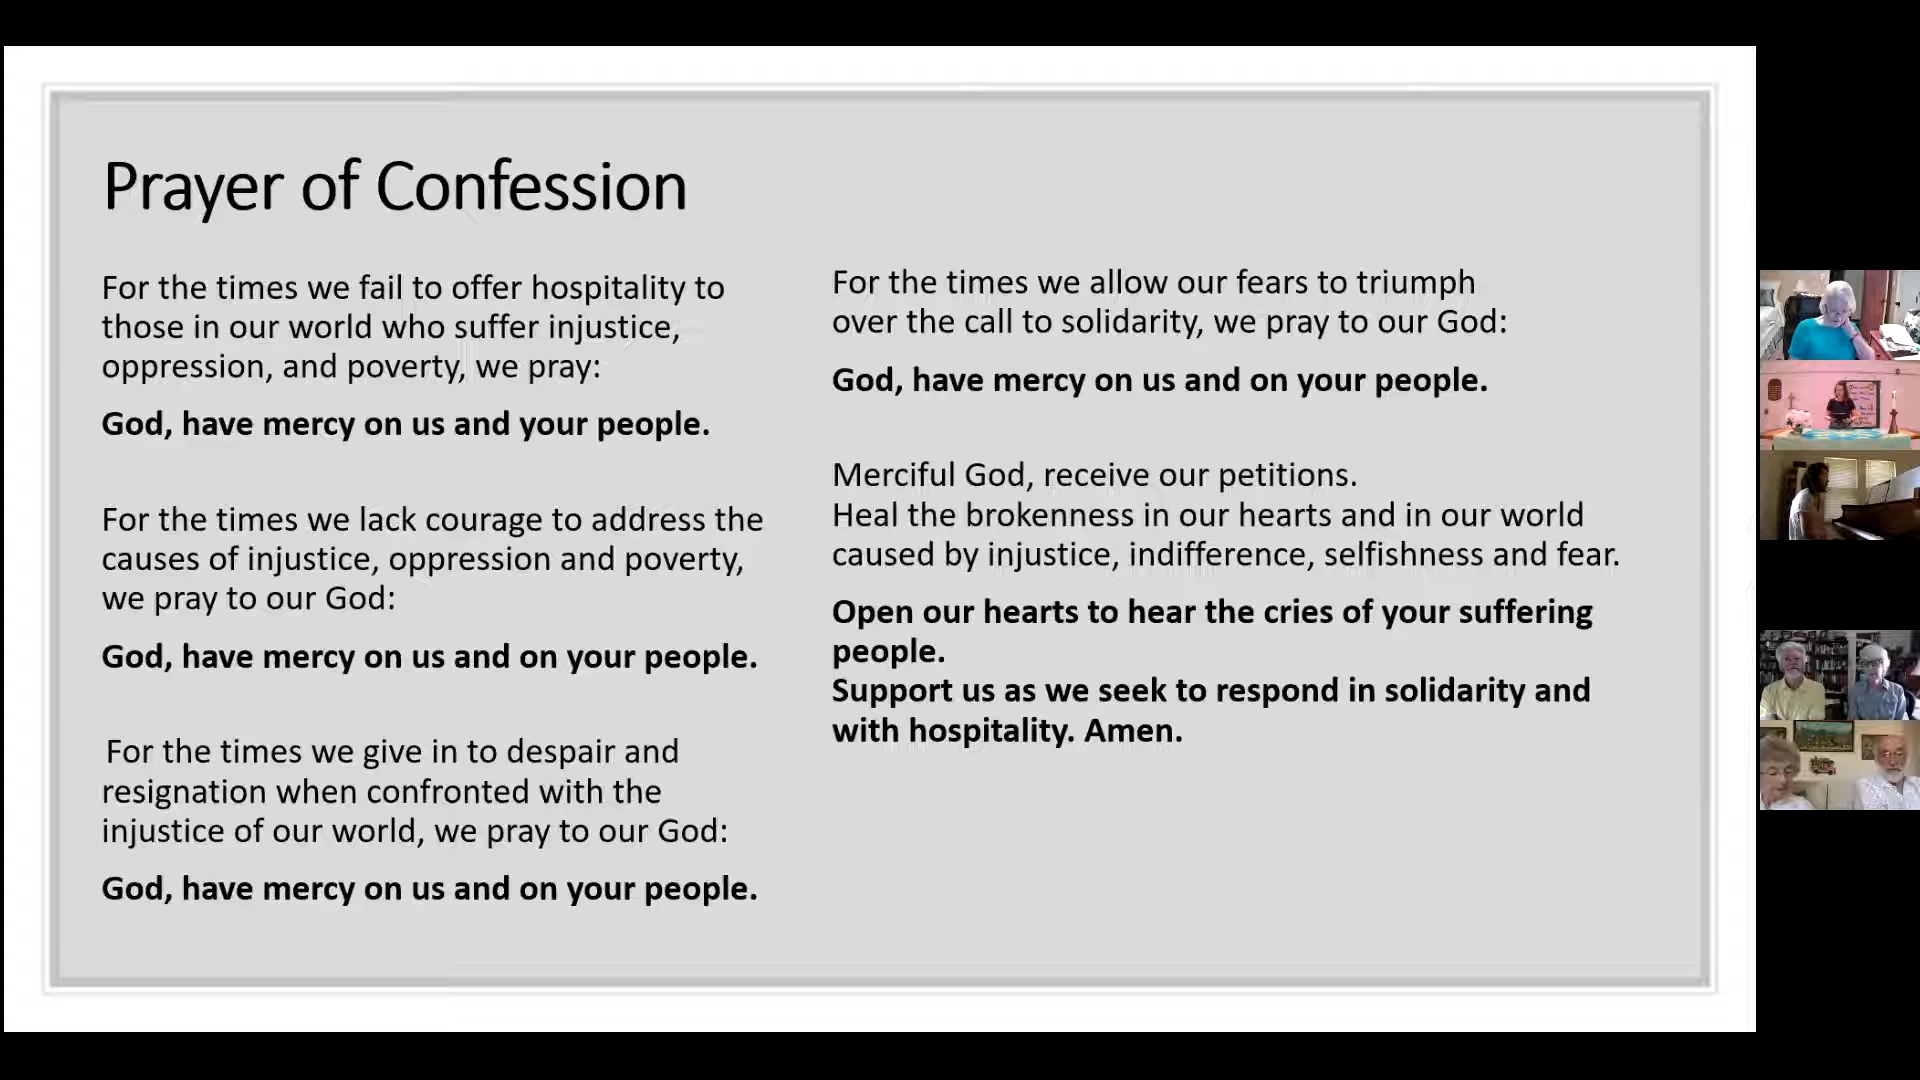 Prayer of Confession
For the times we fail to offer hospitality to
those in our world who suffer injustice,
oppression, and poverty, we pray:
God, have mercy on us and your people.
For the times we lack courage to address the
causes of injustice, oppression and poverty,
we pray to our God:
God, have mercy on us and on your people.
For the times we give in to despair and
resignation when confronted with the
injustice of our world, we pray to our God:
God, have mercy on us and on your people.
For the times we allow our fears to triumph
over the call to solidarity, we pray to our God:
God, have mercy on us and on your people.
Merciful God, receive our petitions.
Heal the brokenness in our hearts and in our world
caused by injustice, indifference, selfishness and fear.
Open our hearts to hear the cries of your suffering
people.
Support us as we seek to respond in solidarity and
with hospitality. Amen.